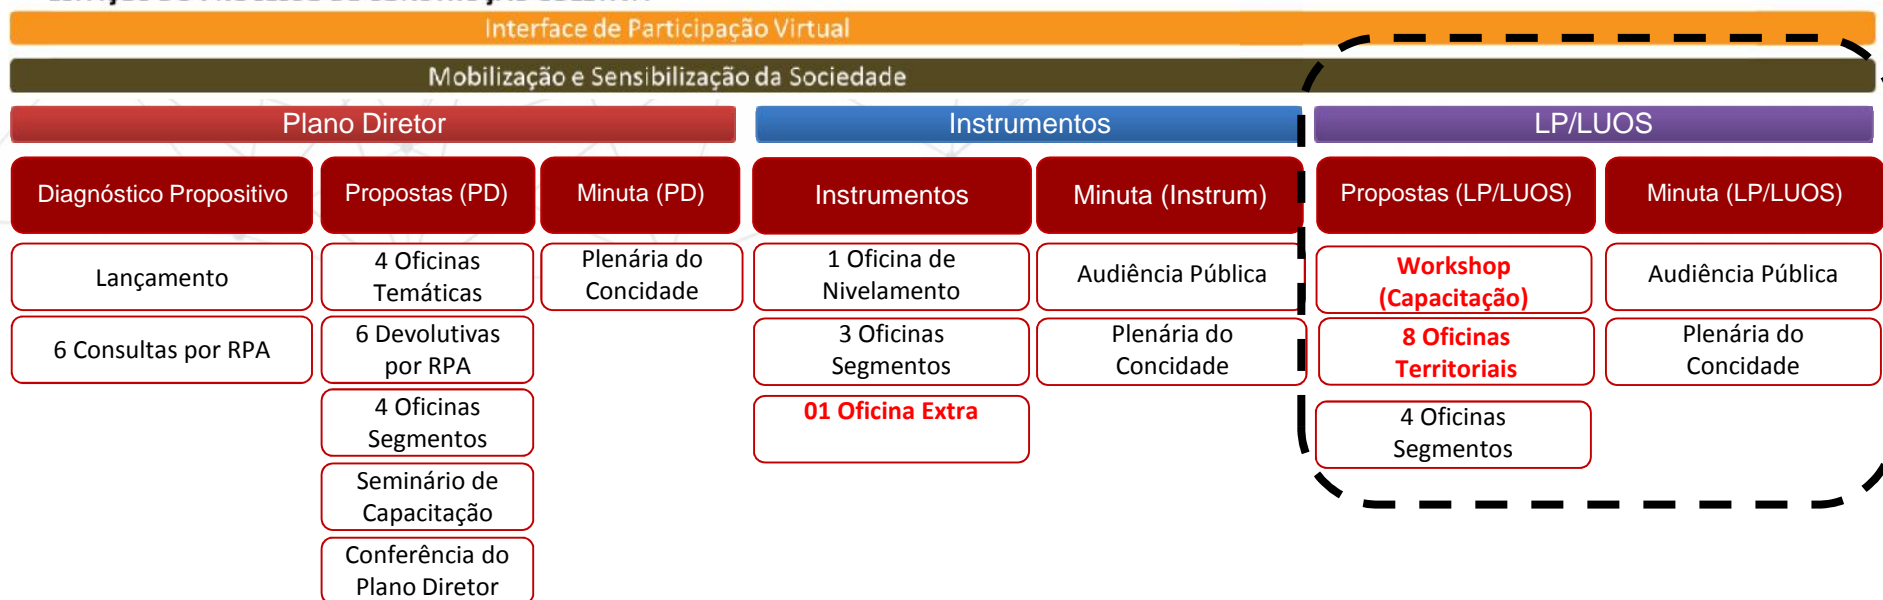 Interface de Participação Virtual
Mobilização e Sensibilização da Sociedade
Plano Diretor
Instrumentos
LP/LUOS
Diagnóstico Propositivo
Propostas (PD)
Minuta (PD)
Instrumentos
Minuta (Instrum)
Propostas (LP/LUOS)
Minuta (LP/LUOS)
Lançamento
6 Consultas por RPA
4 Oficinas
Temáticas
6 Devolutivas
por RPA
4 Oficinas
Segmentos
Seminário de
Capacitação
Conferência do
Plano Diretor
Plenária do
Concidade
1 Oficina de
Nivelamento
3 Oficinas
Segmentos
01 Oficina Extra
Audiência Pública
Plenária do
Concidade
Workshop
(Capacitação)
8 Oficinas
Territoriais
4 Oficinas
Segmentos
Audiência Pública
Plenária do
Concidade